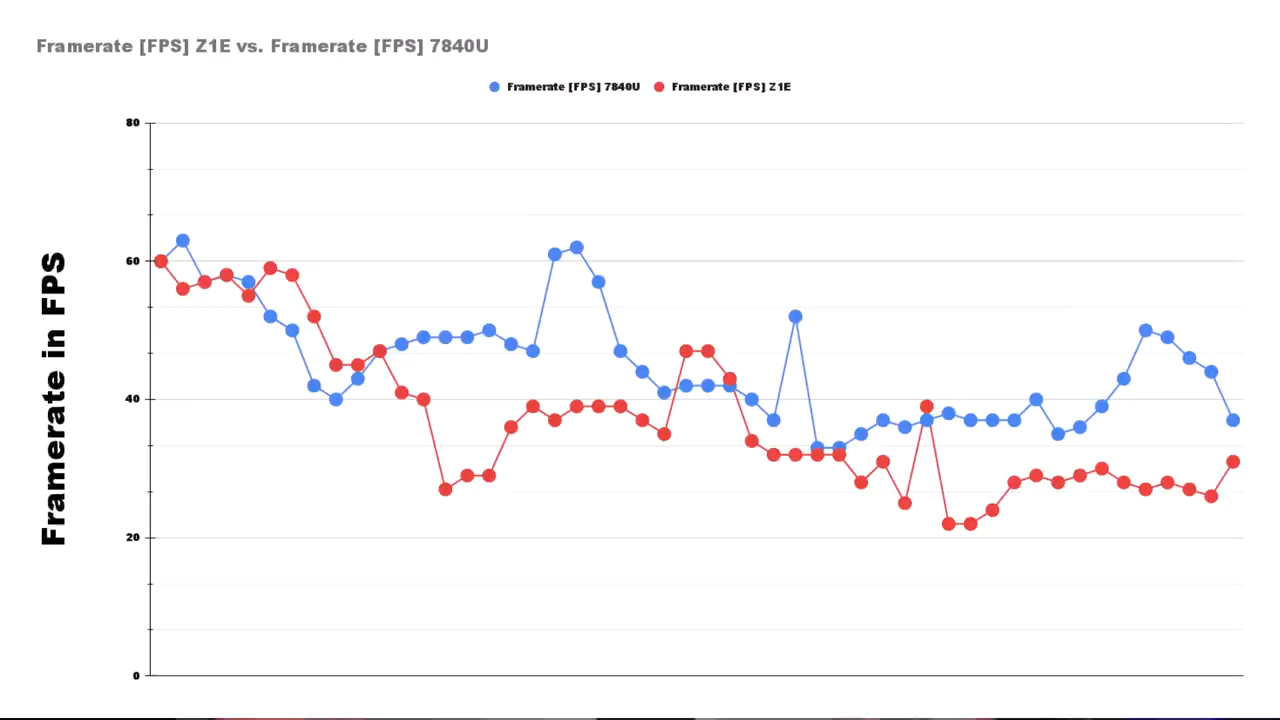 Framerate [FPS] Z1E vs. Framerate [FPS] 7840U
Framerate [FPS] 7840U
Framerate [FPS] Z1E
Framerate in FPS
80
60
40
20
0